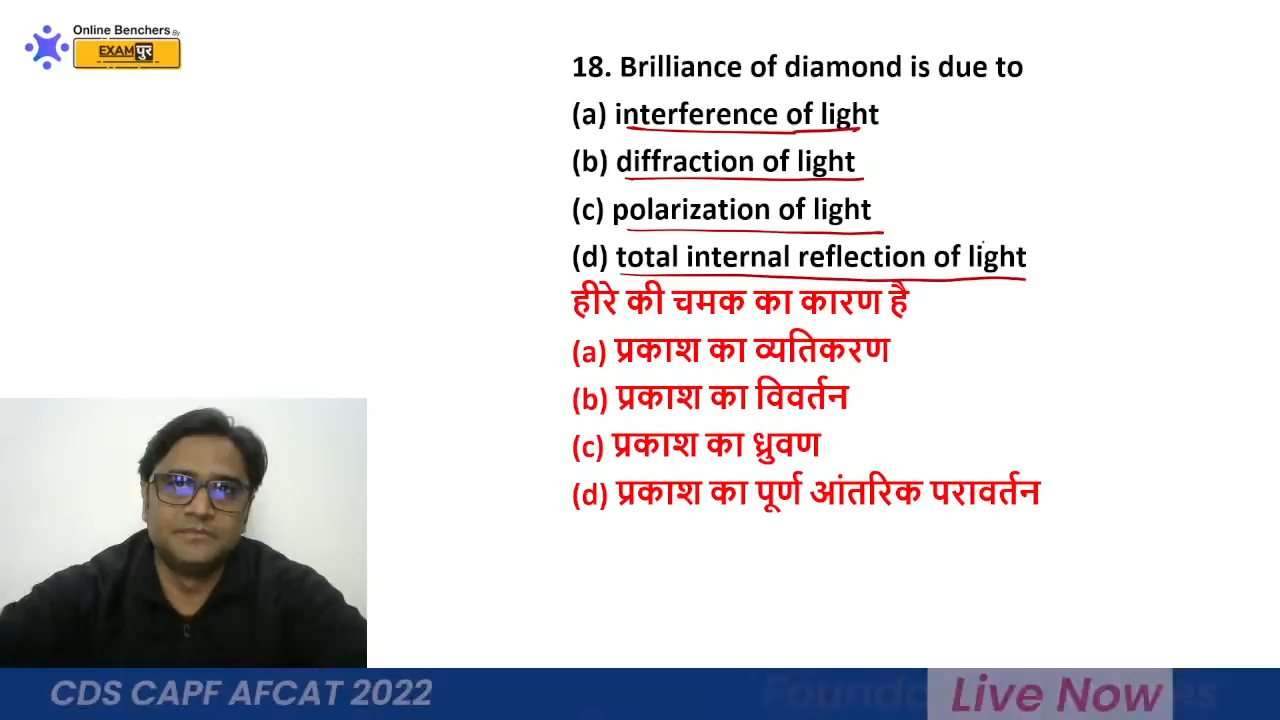 Online Benchers By
EXAMपुर
18. Brilliance of diamond is due to
(a) interference of light
(b) diffraction of light
(c) polarization of light
(d) total internal reflection of light
हीरे की चमक का कारण है
(a) प्रकाश का व्यतिकरण
(b) प्रकाश का विवर्तन
(c) प्रकाश का ध्रुवण
(d) प्रकाश का पूर्ण आंतरिक परावर्तन
CDS CAPF AFCAT 2022
Live Now